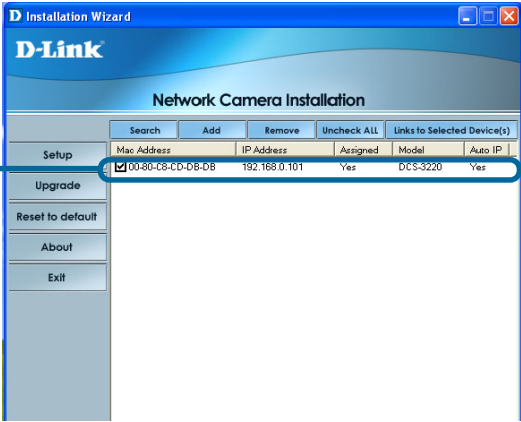 D Installation Wizard
D-Link
Network Camera Installation
Search Add Remove Uncheck ALL Links to Selected Device(s)
Mac Address IP Address Assigned Model Auto IP
00-80-C8-CD-DB-DB 192.168.0.101 Yes DCS-3220 Yes
Setup
Upgrade
Reset to default
About
Exit